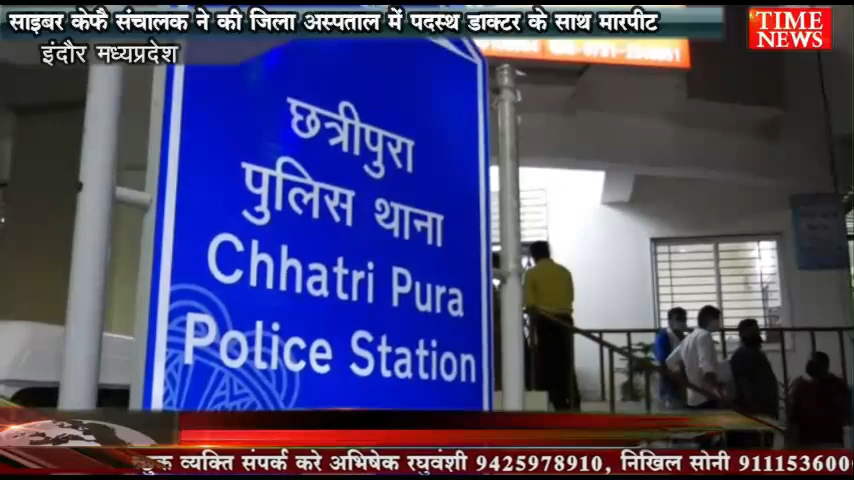 साइबर केफै संचालक ने की जिला अस्पताल में पदस्थ डाक्टर के साथ मारपीट
TIME
NEWS
इंदौर मध्यप्रदेश
छत्रीपुरा
पुलिस थाना
Chhatri Pura
Police Station
व्यक्ति संपर्क करे अभिषेक रघुवंशी 9425978910, निखिल सोनी 9111536000